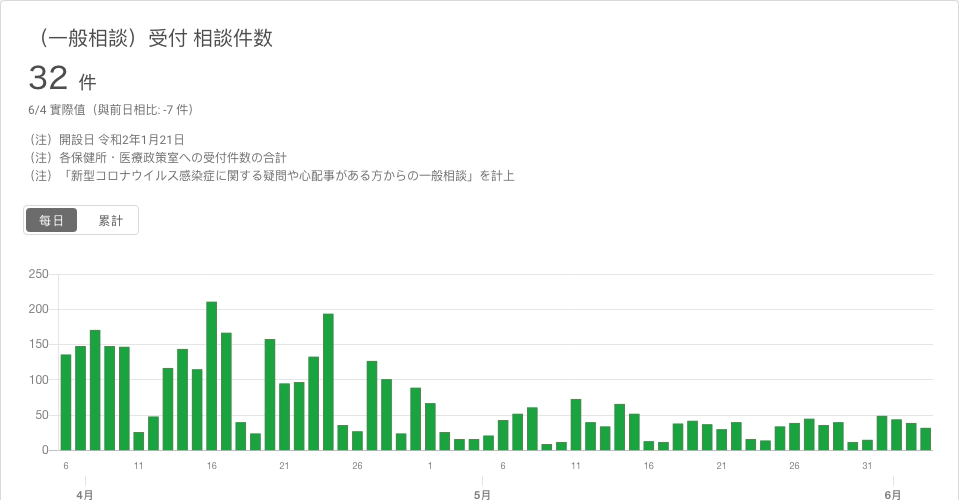 （一般相談）受付 相談件数
32 件
6/4 實際値（與前日相比: -7 件）
（注）開設日 令和2年1月21日
（注）各保健所・医療政策室への受付件数の合計
（注）「新型コロナウイルス感染症に関する疑問や心配事がある方からの一般相談」を計上
每日 累計
250
200
150
100
50
0
6 11 16 21 26 1 6 11 16 21 26 31
4月 5月 6月